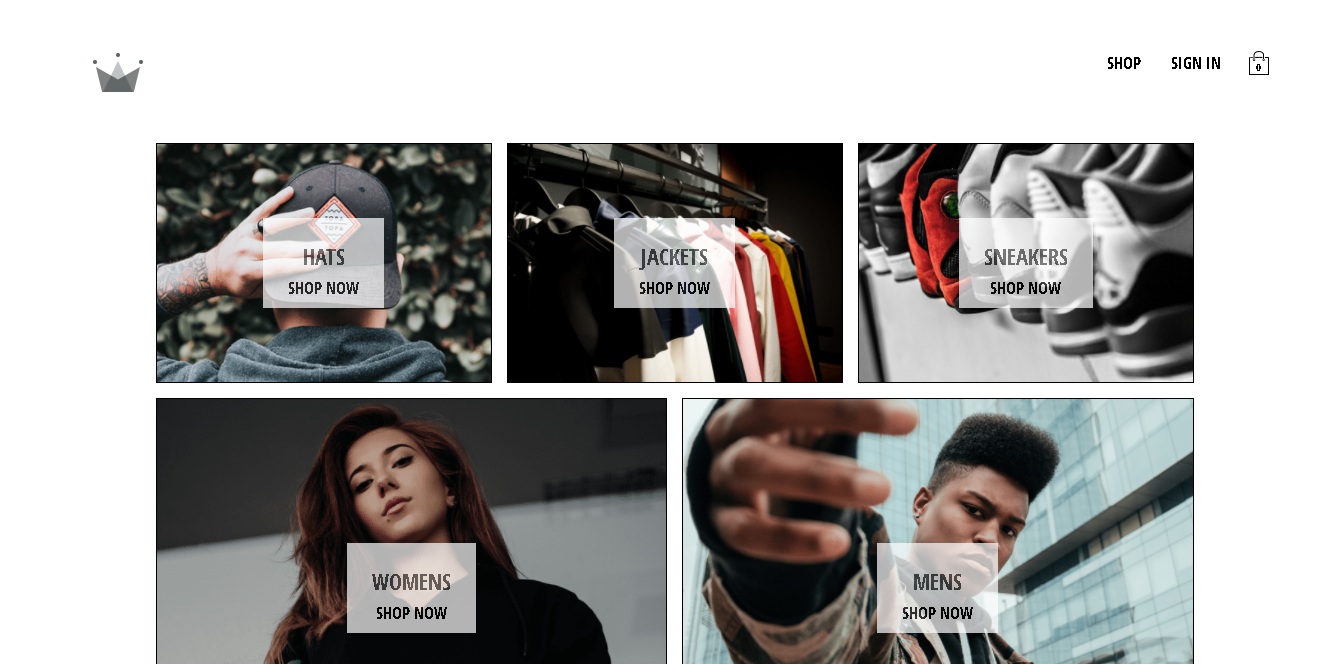 SHOP
SIGN IN
0
HATS
SHOP NOW
JACKETS
SHOP NOW
SNEAKERS
SHOP NOW
WOMENS
SHOP NOW
MENS
SHOP NOW